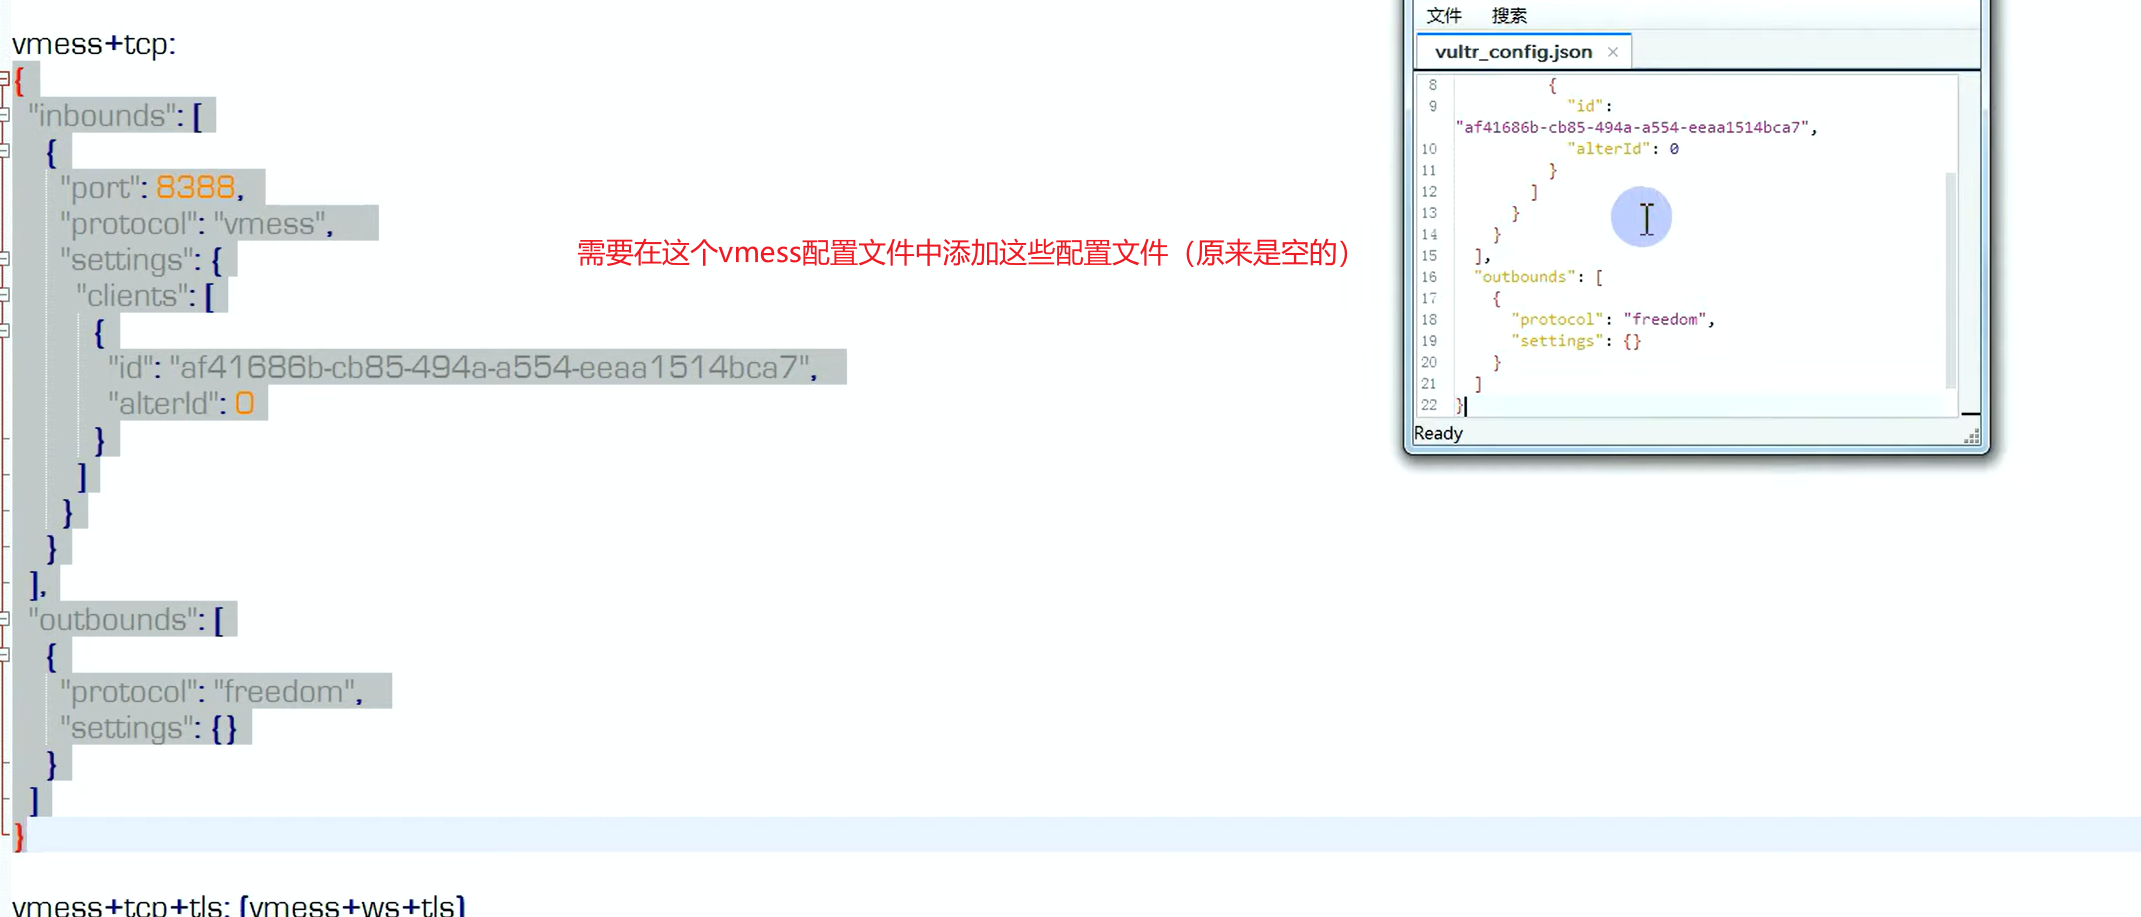 vmess+tcp:
{
"inbounds": [
{
"port": 8388,
"protocol": "vmess",
"settings": {
"clients": [
{
"id": "af41686b-cb85-494a-a554-eeaa1514bca7",
"alterId": 0
}
]
}
}
],
"outbounds": [
{
"protocol": "freedom",
"settings": {}
}
]
}
vmess+tcp+tls: (vmess+ws+tls)
需要在这个vmess配置文件中添加这些配置文件（原来是空的）
文件 搜索
vultr_config.json ×
8 {
9 "id":
"af41686b-cb85-494a-a554-eeaa1514bca7",
10 "alterId": 0
11 }
12 ]
13 }
14 }
15 ],
16 "outbounds": [
17 {
18 "protocol": "freedom",
19 "settings": {}
20 }
21 ]
22 }
Ready